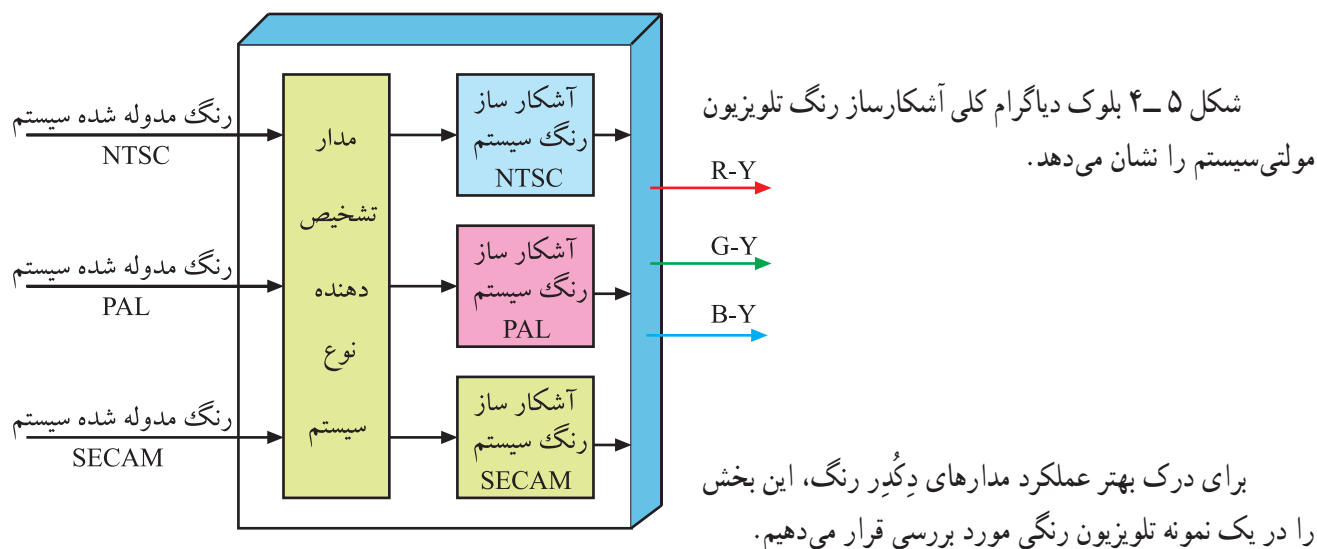 شکل ۵ ــ۴ بلوک دیاگرام کلی آشکارساز رنگ تلویزیون
مولتی‌سیستم را نشان می‌دهد.
رنگ مدوله شده سیستم
NTSC
رنگ مدوله شده سیستم
PAL
رنگ مدوله شده سیستم
SECAM
مدار
تشخیص
دهنده
نوع
سیستم
آشکار ساز
رنگ سیستم
NTSC
آشکار ساز
رنگ سیستم
PAL
آشکار ساز
رنگ سیستم
SECAM
R-Y
G-Y
B-Y
برای درک بهتر عملکرد مدارهای دِکُدِر رنگ، این بخش
را در یک نمونه تلویزیون رنگی مورد بررسی قرار می‌دهیم.